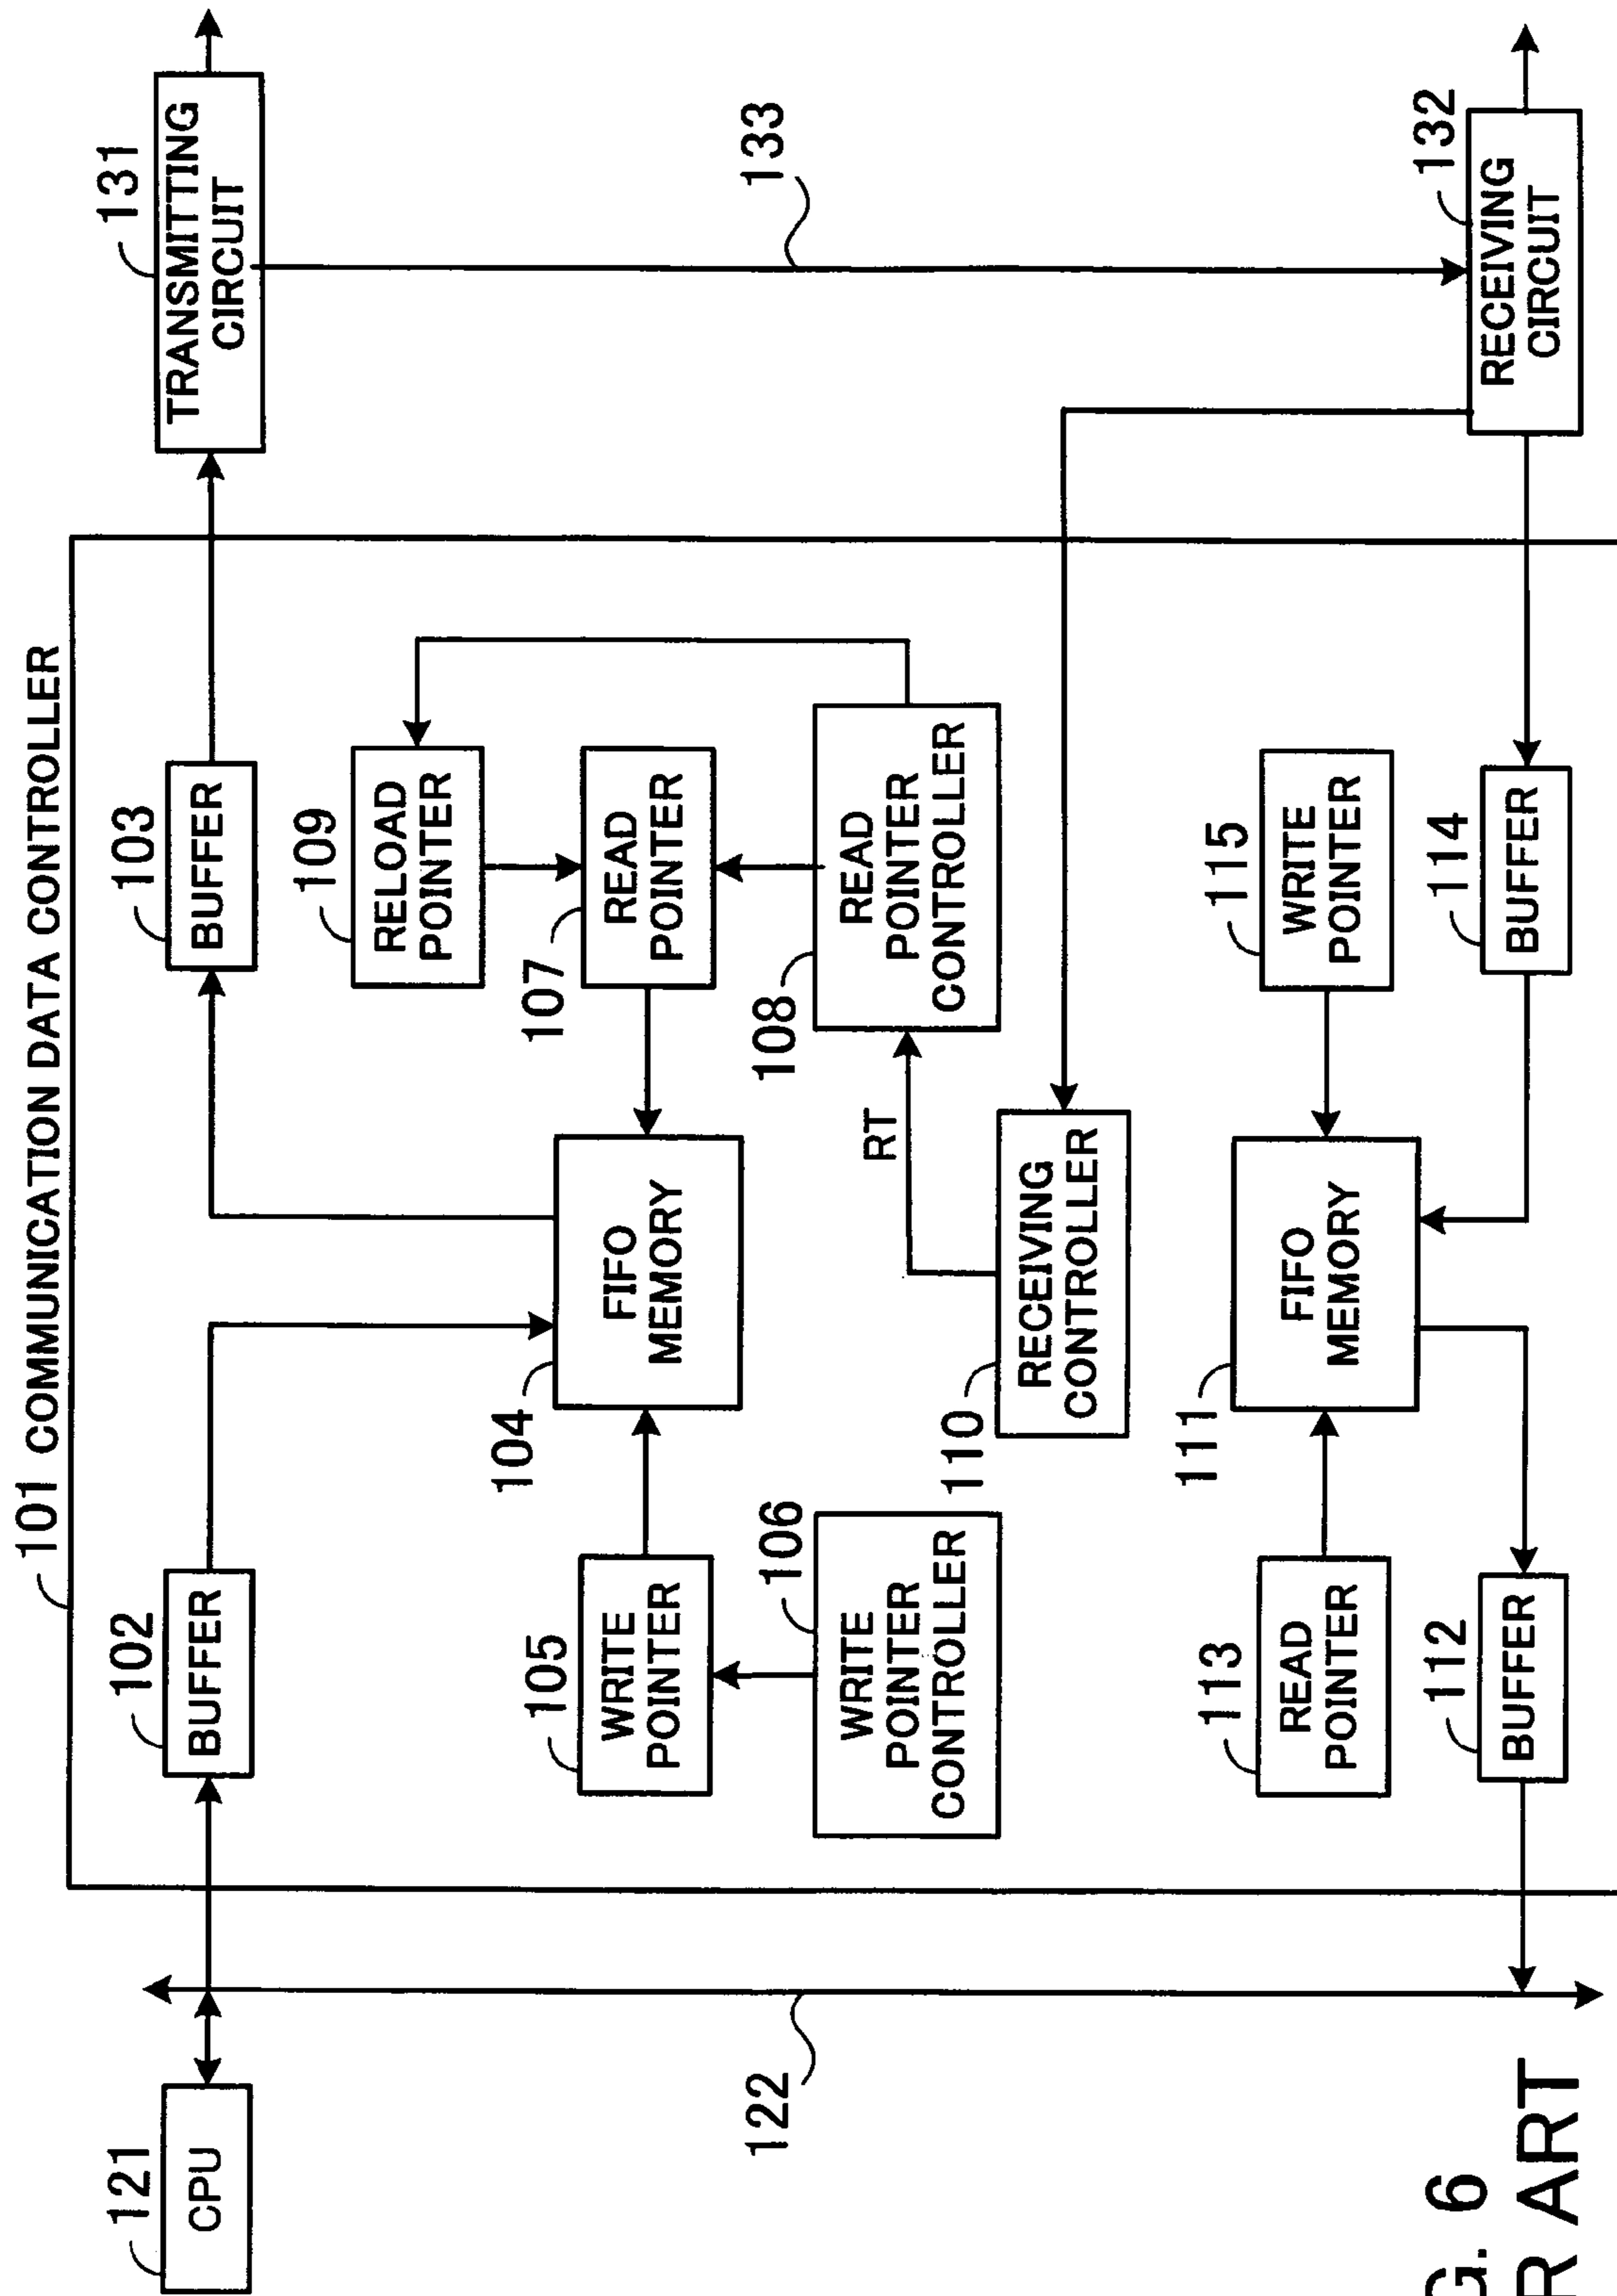 101 COMMUNICATION DATA CONTROLLER
121
CPU
102
BUFFER
103
BUFFER
131
TRANSMITTING
CIRCUIT
109
RELOAD
POINTER
104
FIFO
MEMORY
105
WRITE
POINTER
107
READ
POINTER
106
WRITE
POINTER
CONTROLLER
108
READ
POINTER
CONTROLLER
RT
122
133
110
RECEIVING
CONTROLLER
111
FIFO
MEMORY
113
READ
POINTER
115
WRITE
POINTER
112
BUFFER
114
BUFFER
132
RECEIVING
CIRCUIT
G. 6
R ART